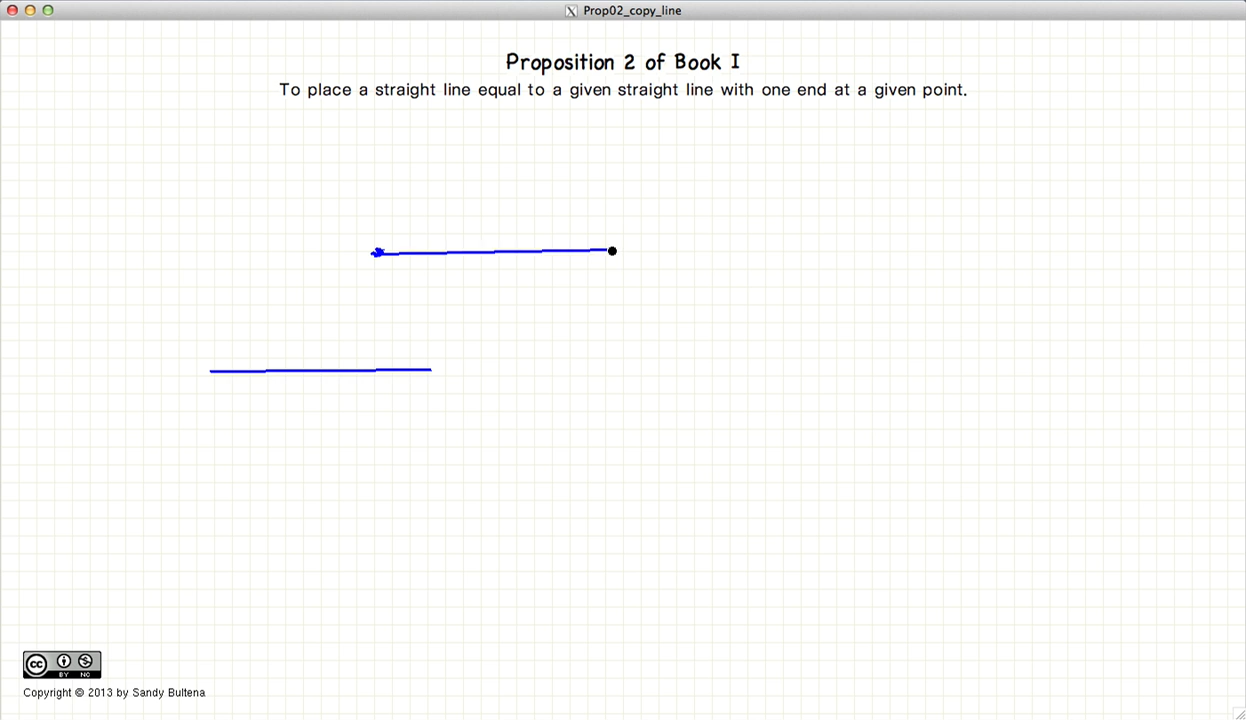 Prop02_copy_line
Proposition 2 of Book I
To place a straight line equal to a given straight line with one end at a given point.
cc
BY NC
Copyright © 2013 by Sandy Bultena